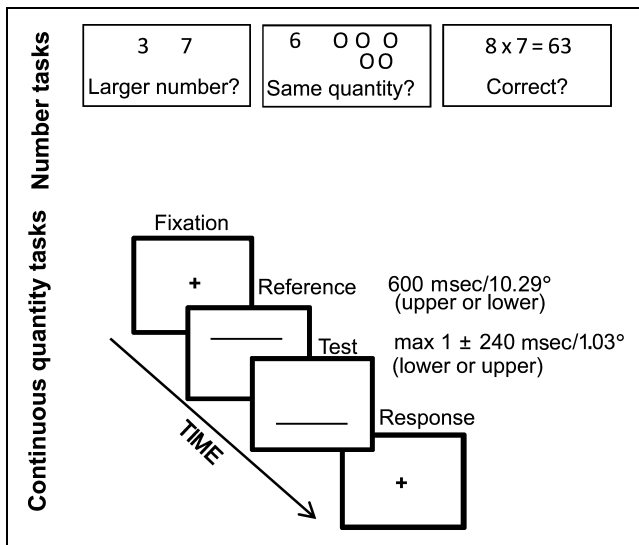 Number tasks
3 7
Larger number?
6 O O O
O O
Same quantity?
8 x 7 = 63
Correct?
Continuous quantity tasks
Fixation
+
Reference
600 msec/10.29°
(upper or lower)
Test
max 1 ± 240 msec/1.03°
(lower or upper)
Response
+
TIME